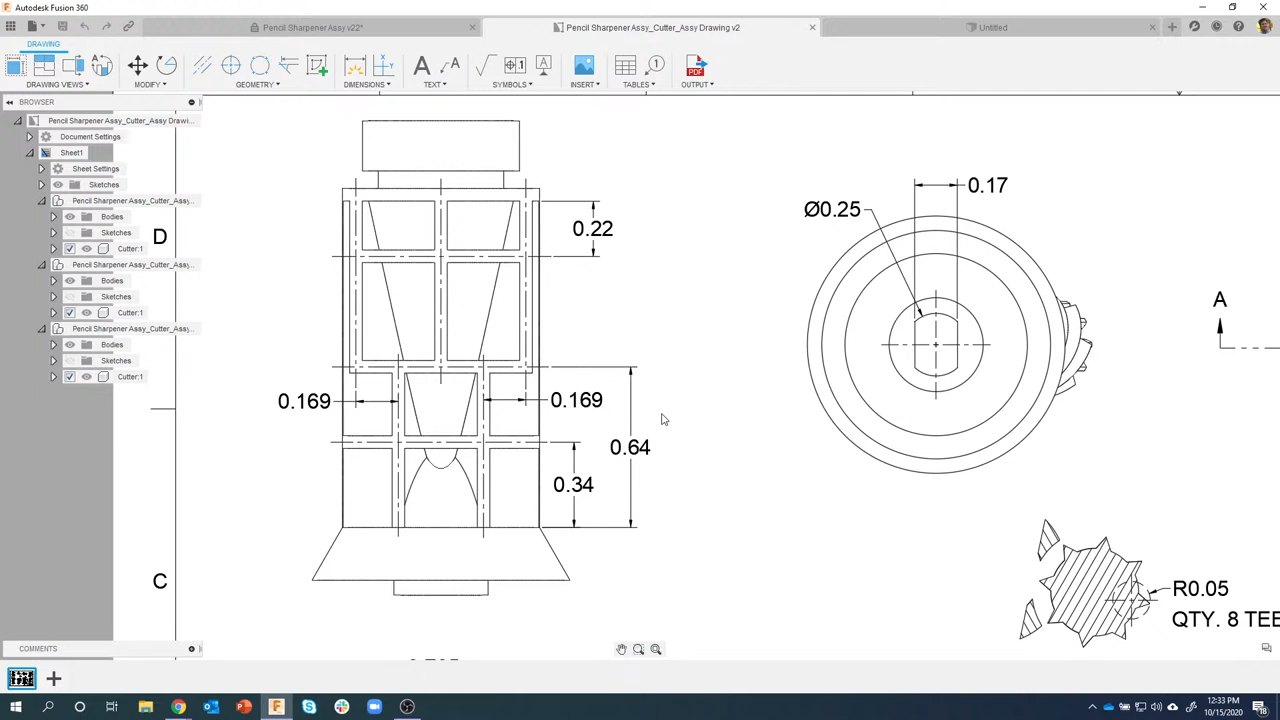 Autodesk Fusion 360
Pencil Sharpener Assy v22*
Pencil Sharpener Assy_Cutter_Assy Drawing v2
Untitled
DRAWING
DRAWING VIEWS
MODIFY
GEOMETRY
DIMENSIONS
TEXT
SYMBOLS
INSERT
TABLES
OUTPUT
PDF
BROWSER
Pencil Sharpener Assy_Cutter_Assy Drawi...
Document Settings
Sheet1
Sheet Settings
Sketches
Pencil Sharpener Assy_Cutter_Assy...
Bodies
Sketches
Cutter:1
Pencil Sharpener Assy_Cutter_Assy...
Bodies
Sketches
Cutter:1
Pencil Sharpener Assy_Cutter_Assy...
Bodies
Sketches
Cutter:1
D
C
0.22
0.169
0.169
0.64
0.34
0.17
Ø0.25
A
R0.05
QTY. 8 TEE
COMMENTS
12:33 PM
10/15/2020
18